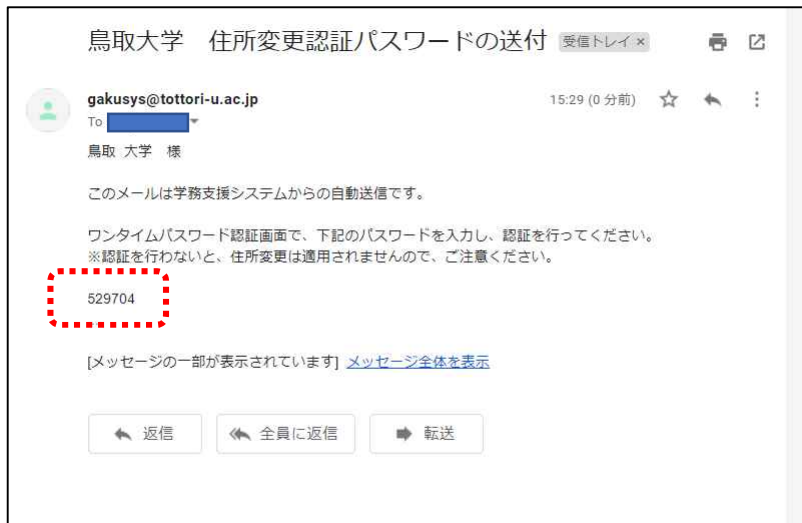 鳥取大学　住所変更認証パスワードの送付 受信トレイ ×
gakusys@tottori-u.ac.jp 15:29 (0 分前)
To
鳥取 大学　様
このメールは学務支援システムからの自動送信です。
ワンタイムパスワード認証画面で、下記のパスワードを入力し、認証を行ってください。
※認証を行わないと、住所変更は適用されませんので、ご注意ください。
529704
[メッセージの一部が表示されています] メッセージ全体を表示
返信 全員に返信 転送